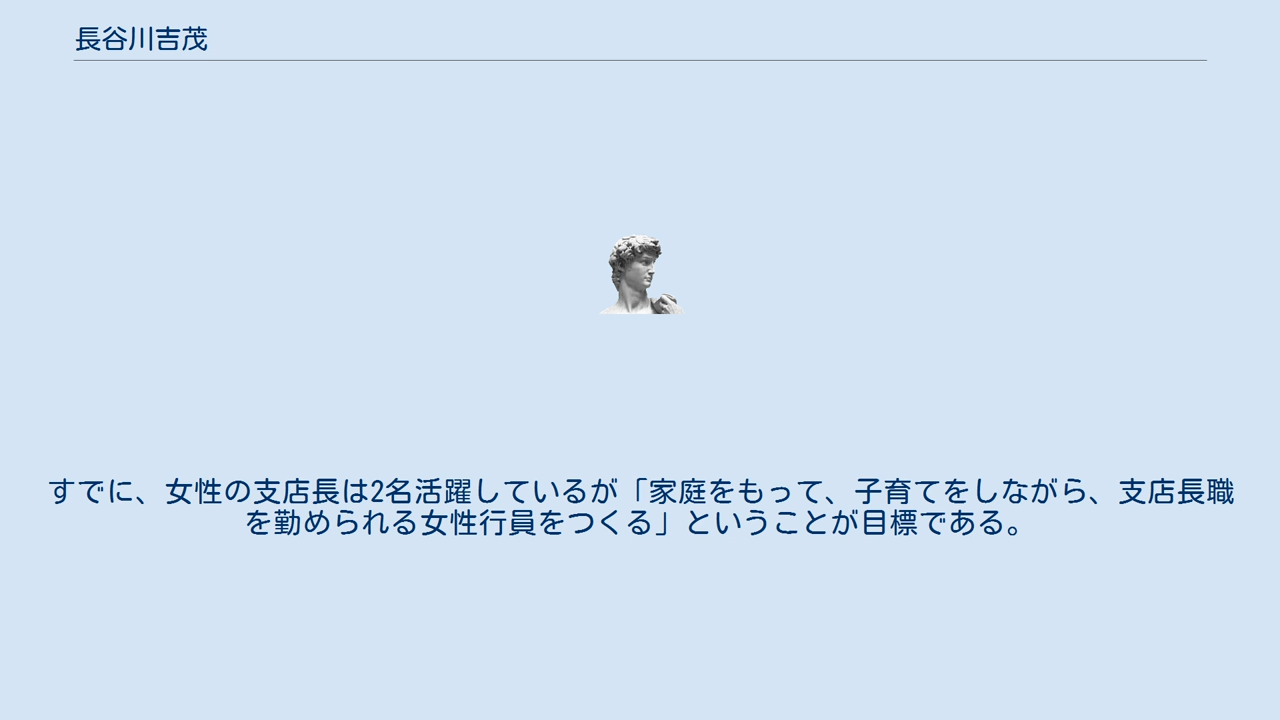 長谷川吉茂
すでに、女性の支店長は2名活躍しているが「家庭をもって、子育てをしながら、支店長職
を勤められる女性行員をつくる」ということが目標である。